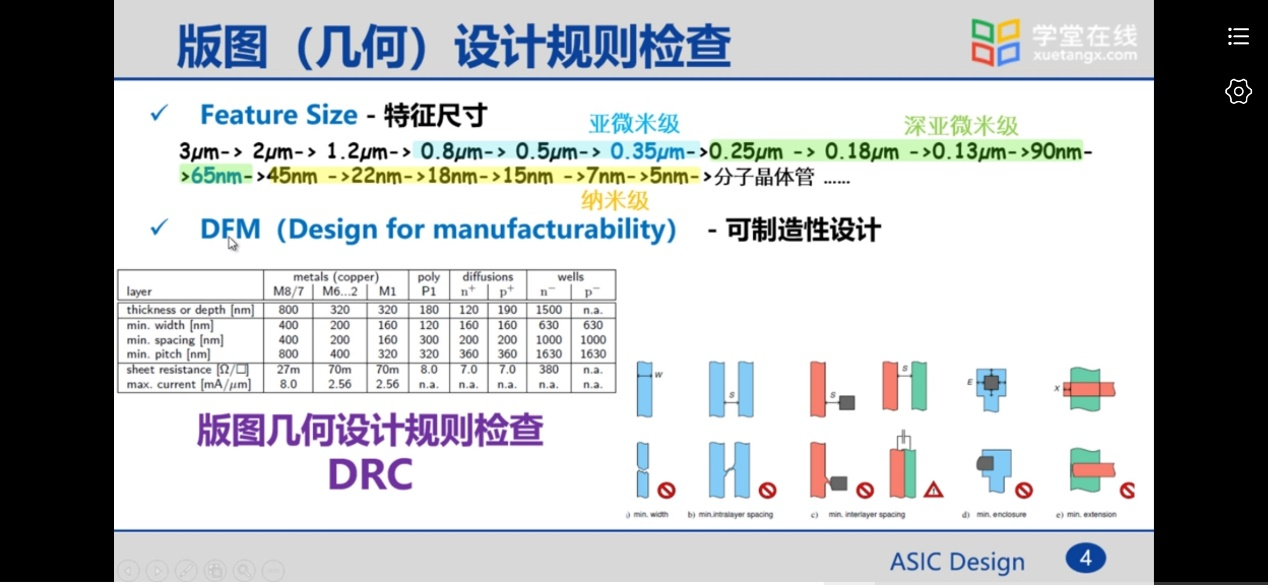 版图（几何）设计规则检查
学堂在线
xuetangx.com
✓ Feature Size - 特征尺寸
亚微米级
深亚微米级
3μm-> 2μm-> 1.2μm-> 0.8μm-> 0.5μm-> 0.35μm->0.25μm -> 0.18μm ->0.13μm->90nm-
>65nm->45nm ->22nm->18nm->15nm ->7nm->5nm->分子晶体管 ......
纳米级
✓ DFM（Design for manufacturability） - 可制造性设计
metals (copper) poly diffusions wells
layer M8/7 M6...2 M1 P1 n⁺ p⁺ n⁻ p⁻
thickness or depth [nm] 800 320 320 180 120 190 1500 n.a.
min. width [nm] 400 200 160 120 160 160 630 630
min. spacing [nm] 400 200 160 300 200 200 1000 1000
min. pitch [nm] 800 400 320 320 360 360 1630 1630
sheet resistance [Ω/□] 27m 70m 70m 8.0 7.0 7.0 380 n.a.
max. current [mA/μm] 8.0 2.56 2.56 n.a. n.a. n.a. n.a. n.a.
W
S
S
S
E
X
版图几何设计规则检查
DRC
) min. width
b) min.intralayer spacing
c) min. interlayer spacing
d) min. enclosure
e) min. extension
ASIC Design
4